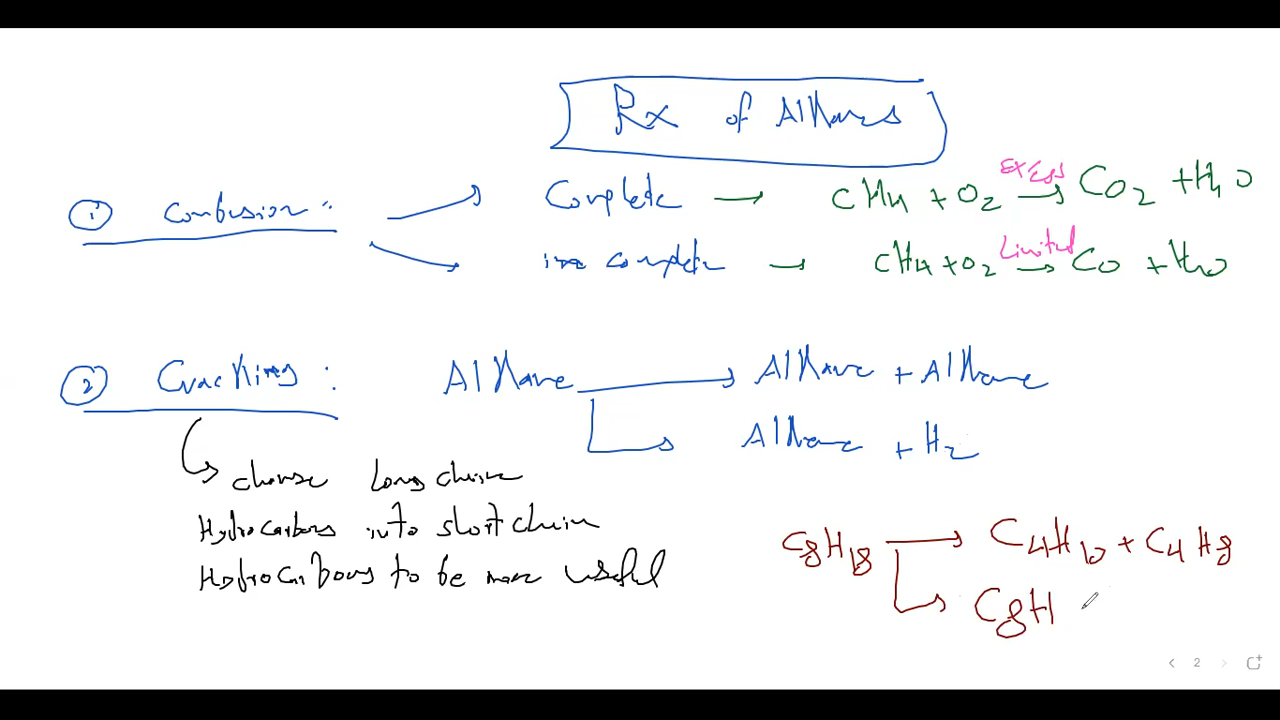 Rx of Alkanes
① Combusion :
Complete → CH4 + O2 →Excess CO2 + H2O
incomplete → CH4 + O2 →Limited CO + H2O
② Cracking : Alkane → Alkane + Alkene
Alkene + H2
change long chain
Hydrocarbons into short chain
Hydrocarbons to be more useful
C8H18 → C4H10 + C4H8
C8H
2